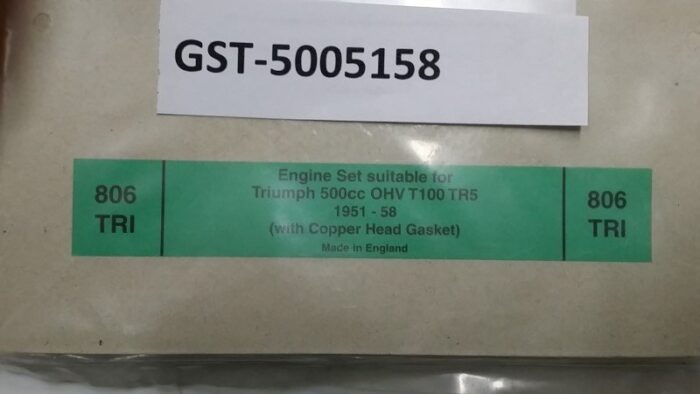 GST-5005158
806
TRI
Engine Set suitable for
Triumph 500cc OHV T100 TR5
1951 - 58
(with Copper Head Gasket)
Made in England
806
TRI